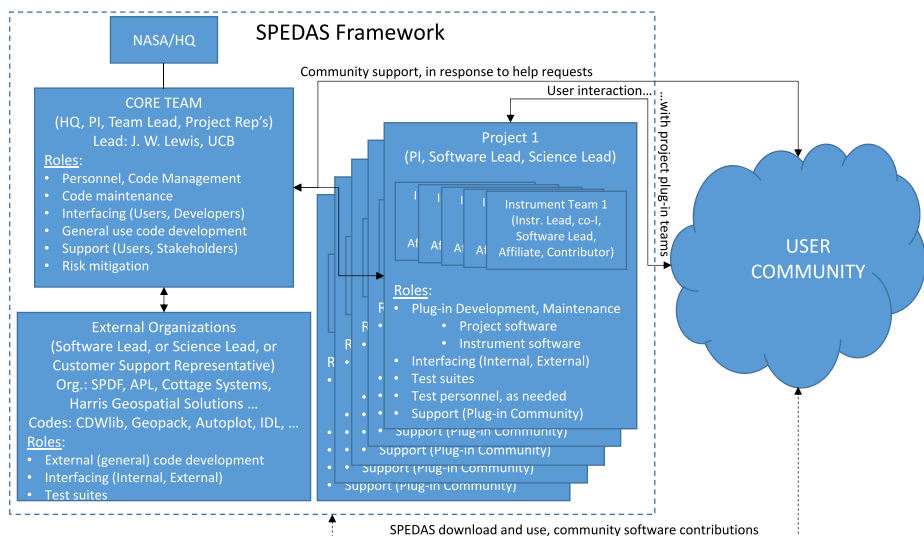 SPEDAS Framework
NASA/HQ
Community support, in response to help requests
User interaction...
...with project plug-in teams
CORE TEAM
(HQ, PI, Team Lead, Project Rep's)
Lead: J. W. Lewis, UCB
Roles:
• Personnel, Code Management
• Code maintenance
• Interfacing (Users, Developers)
• General use code development
• Support (Users, Stakeholders)
• Risk mitigation
External Organizations
(Software Lead, or Science Lead, or
Customer Support Representative)
Org.: SPDF, APL, Cottage Systems,
Harris Geospatial Solutions ...
Codes: CDWlib, Geopack, Autoplot, IDL, ...
Roles:
• External (general) code development
• Interfacing (Internal, External)
• Test suites
Project 1
(PI, Software Lead, Science Lead)
Instrument Team 1
(Instr. Lead, co-I,
Software Lead,
Affiliate, Contributor)
Roles:
• Plug-in Development, Maintenance
• Project software
• Instrument software
• Interfacing (Internal, External)
• Test suites
• Test personnel, as needed
• Support (Plug-in Community)
• Support (Plug-in Community)
• Support (Plug-in Community)
• Support (Plug-in Community)
• Support (Plug-in Community)
USER
COMMUNITY
SPEDAS download and use, community software contributions